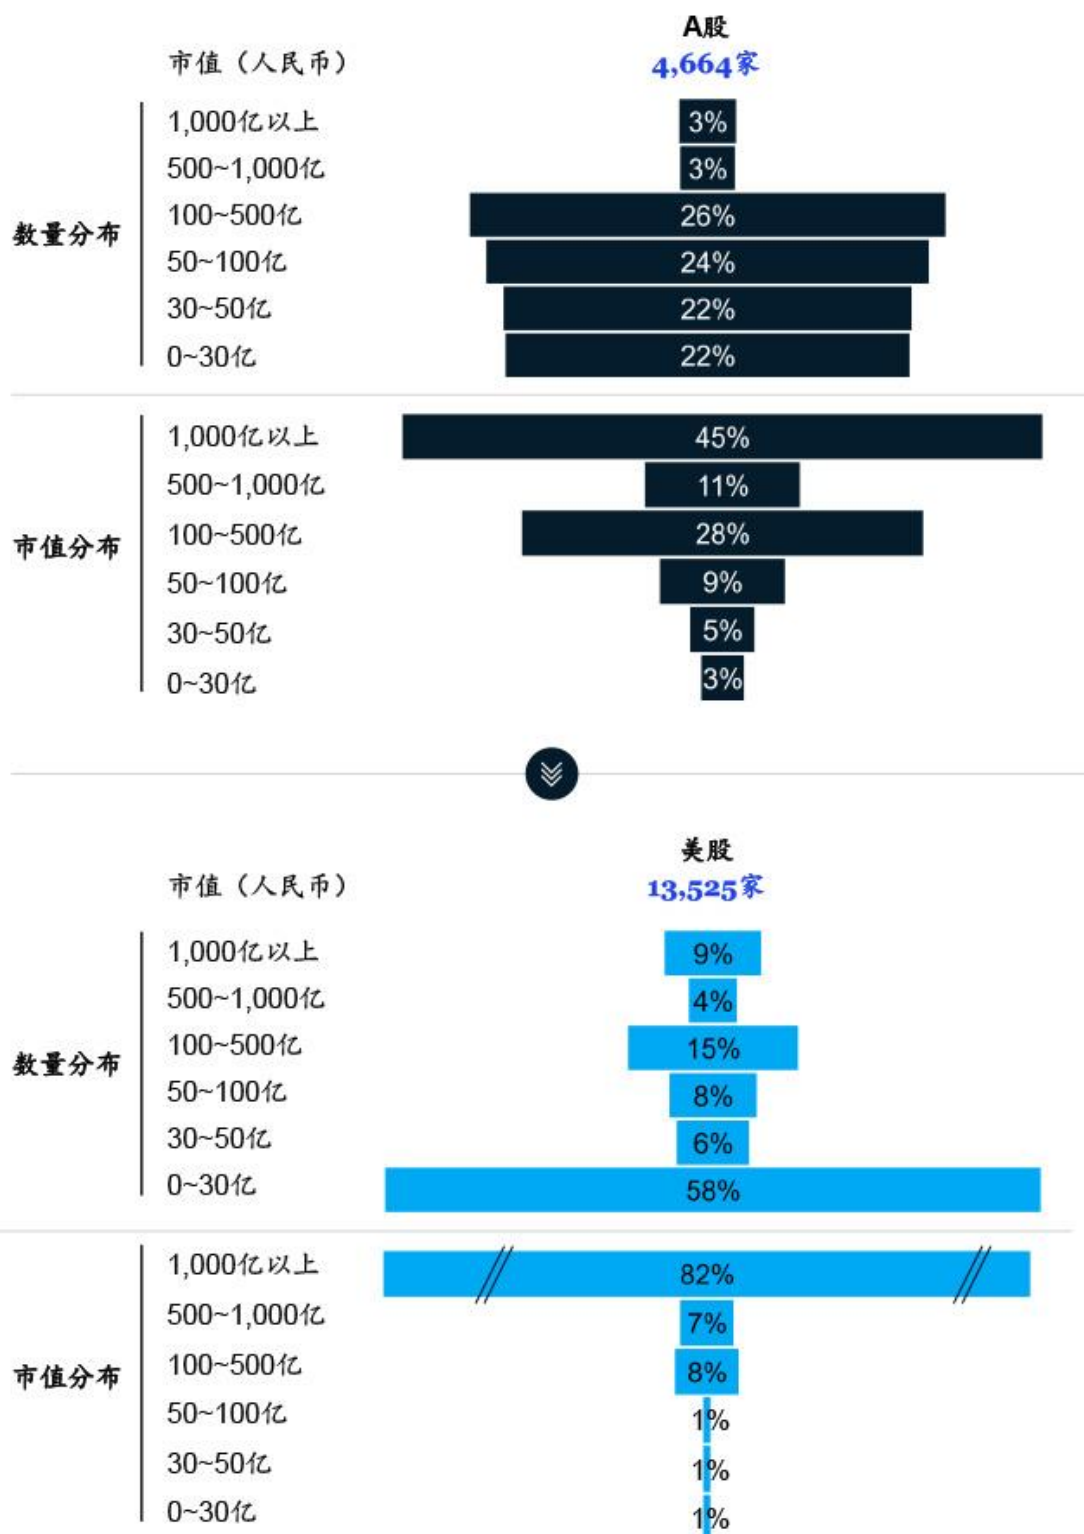 A股
市值（人民币） 4,664家
1,000亿以上 3%
500~1,000亿 3%
100~500亿 26%
数量分布
50~100亿 24%
30~50亿 22%
0~30亿 22%
1,000亿以上 45%
500~1,000亿 11%
100~500亿 28%
市值分布
50~100亿 9%
30~50亿 5%
0~30亿 3%
美股
市值（人民币） 13,525家
1,000亿以上 9%
500~1,000亿 4%
100~500亿 15%
数量分布
50~100亿 8%
30~50亿 6%
0~30亿 58%
1,000亿以上 82%
500~1,000亿 7%
100~500亿 8%
市值分布
50~100亿 1%
30~50亿 1%
0~30亿 1%